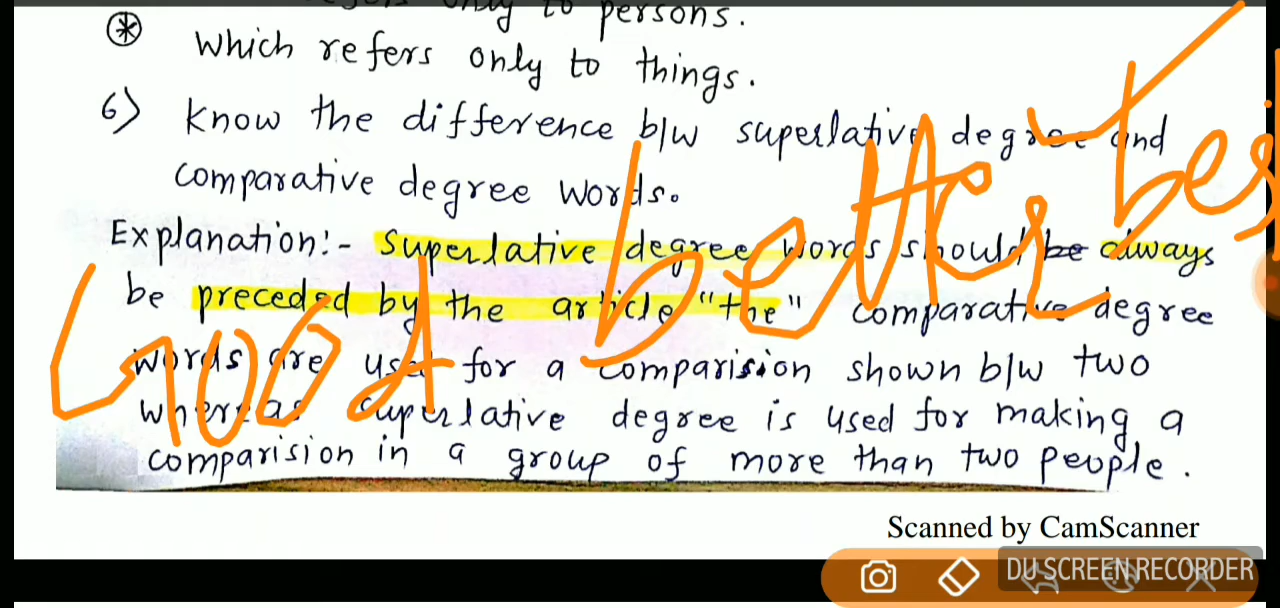 only to persons.
which refers only to things.
6) Know the difference b/w superlative degree and
comparative degree words.
Explanation:- Superlative degree words should be always
be preceded by the article "the" comparative degree
words are used for a comparision shown b/w two
whereas superlative degree is used for making a
comparision in a group of more than two people.
Good better best
Scanned by CamScanner
DU SCREEN RECORDER